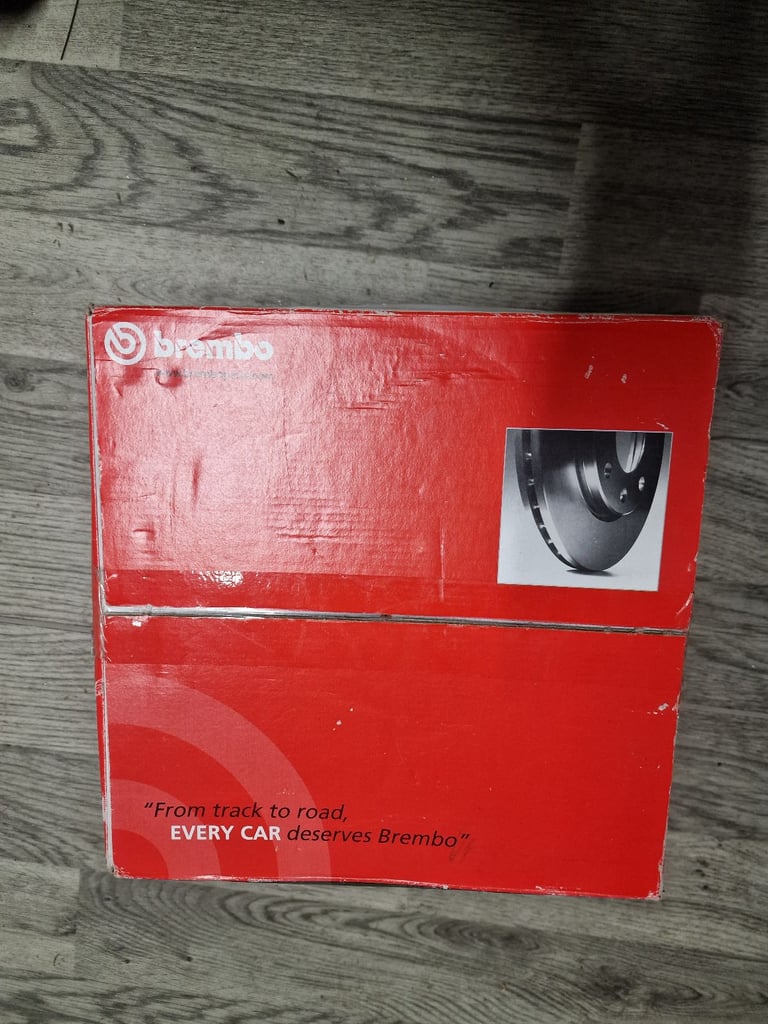 brembo
“From track to road,
EVERY CAR deserves Brembo”